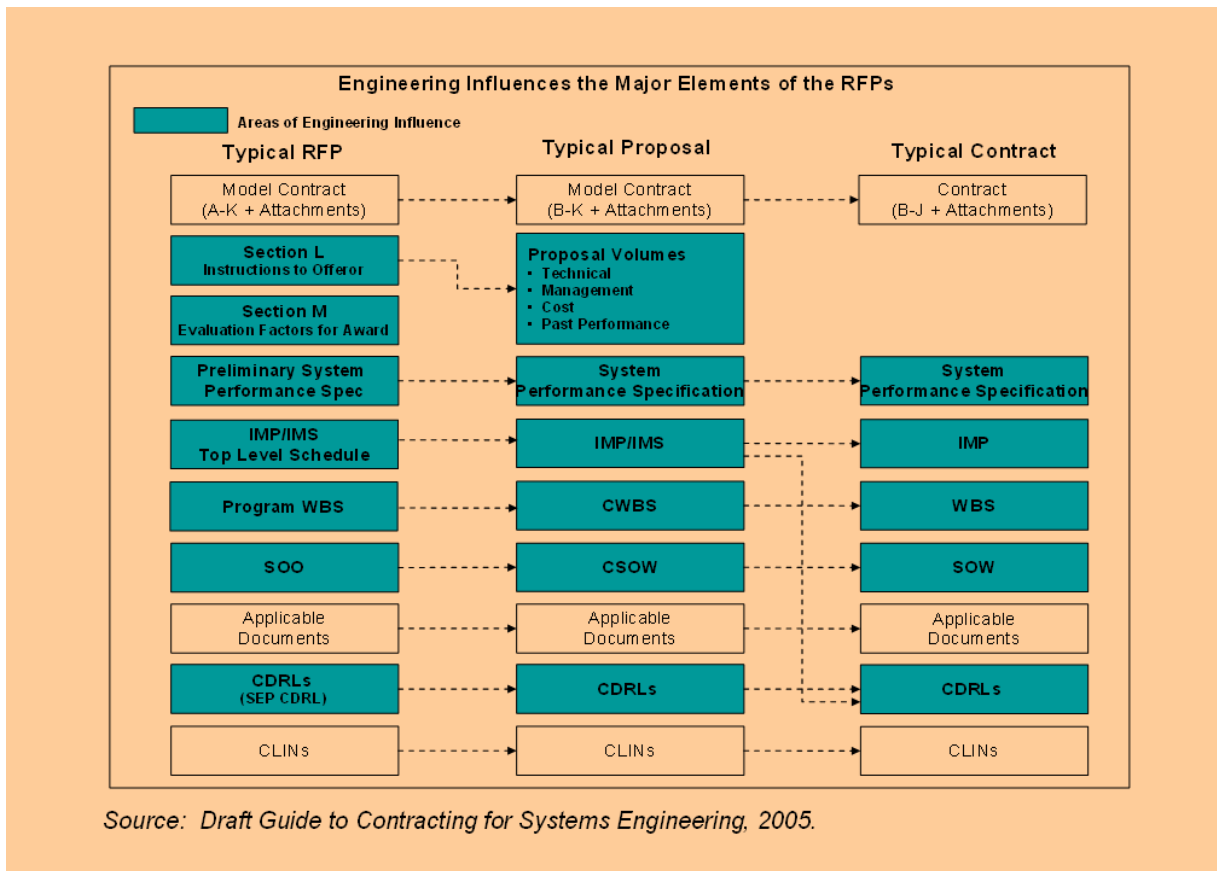 Engineering Influences the Major Elements of the RFPs
Areas of Engineering Influence
Typical RFP
Typical Proposal
Typical Contract
Model Contract
(A-K + Attachments)
Model Contract
(B-K + Attachments)
Contract
(B-J + Attachments)
Section L
Instructions to Offeror
Proposal Volumes
▪ Technical
▪ Management
▪ Cost
▪ Past Performance
Section M
Evaluation Factors for Award
Preliminary System
Performance Spec
System
Performance Specification
System
Performance Specification
IMP/IMS
Top Level Schedule
IMP/IMS
IMP
Program WBS
CWBS
WBS
SOO
CSOW
SOW
Applicable
Documents
Applicable
Documents
Applicable
Documents
CDRLs
(SEP CDRL)
CDRLs
CDRLs
CLINs
CLINs
CLINs
Source: Draft Guide to Contracting for Systems Engineering, 2005.